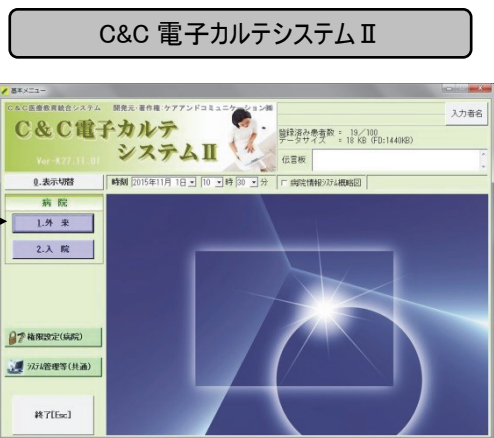 C&C 電子カルテシステムⅡ
基本メニュー
C&C医療教育統合システム 開発元・著作権:ケアアンドコミュニケーション㈱
C&C電子カルテ
システムⅡ
Ver-K27.11.01
入力者名
登録済み患者数 = 19/100
データサイズ = 18 KB (FD:1440KB)
伝言板
0.表示切替
時刻 2015年11月 1日 10 時 30 分
病院情報システム概略図
病 院
1.外 来
2.入 院
権限設定(病院)
システム管理等(共通)
終了[Esc]